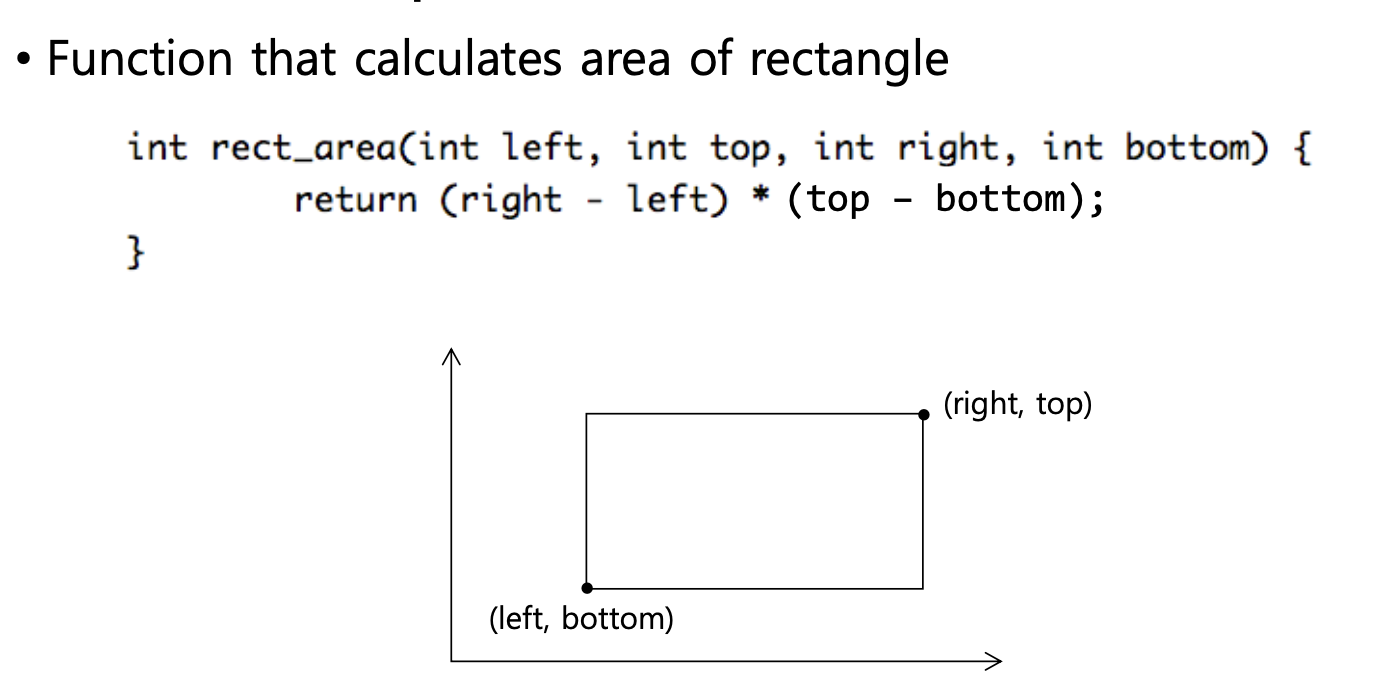 • Function that calculates area of rectangle
int rect_area(int left, int top, int right, int bottom) {
return (right - left) * (top - bottom);
}
(right, top)
(left, bottom)